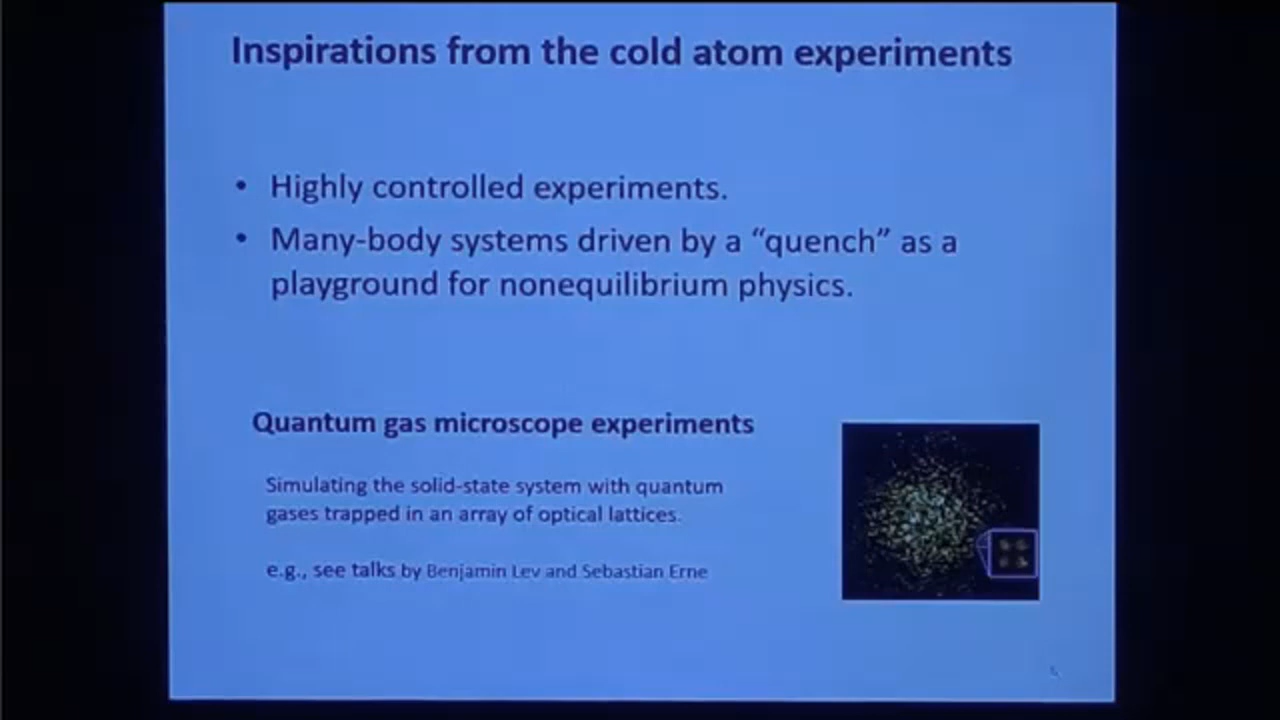 Inspirations from the cold atom experiments
• Highly controlled experiments.
• Many-body systems driven by a “quench” as a
playground for nonequilibrium physics.
Quantum gas microscope experiments
Simulating the solid-state system with quantum
gases trapped in an array of optical lattices.
e.g., see talks by Benjamin Lev and Sebastian Erne